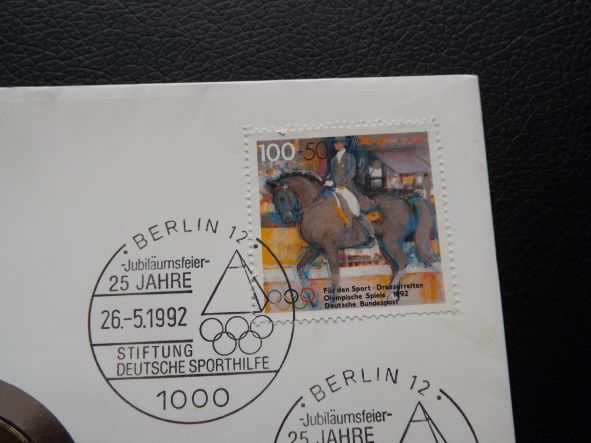 100+50
Für den Sport · Dressurreiten
Olympische Spiele 1992
Deutsche Bundespost
· BERLIN 12 ·
-Jubiläumsfeier-
25 JAHRE
26.-5.1992
STIFTUNG
DEUTSCHE SPORTHILFE
1000
· BERLIN 12 ·
-Jubiläumsfeier-
25 JAHRE